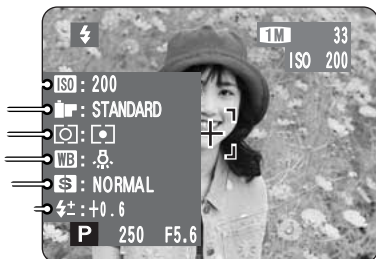 1M 33
ISO 200
ISO : 200
: STANDARD
:
WB :
S : NORMAL
: +0.6
P 250 F5.6